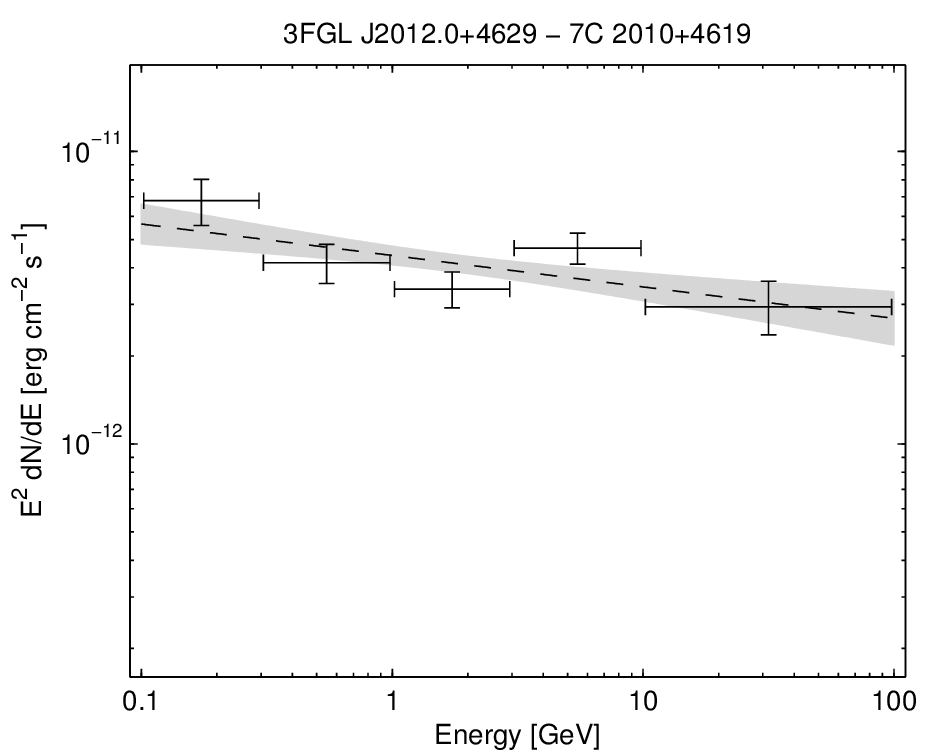 3FGL J2012.0+4629 − 7C 2010+4619
10⁻¹¹
10⁻¹²
E² dN/dE [erg cm⁻² s⁻¹]
0.1 1 10 100
Energy [GeV]